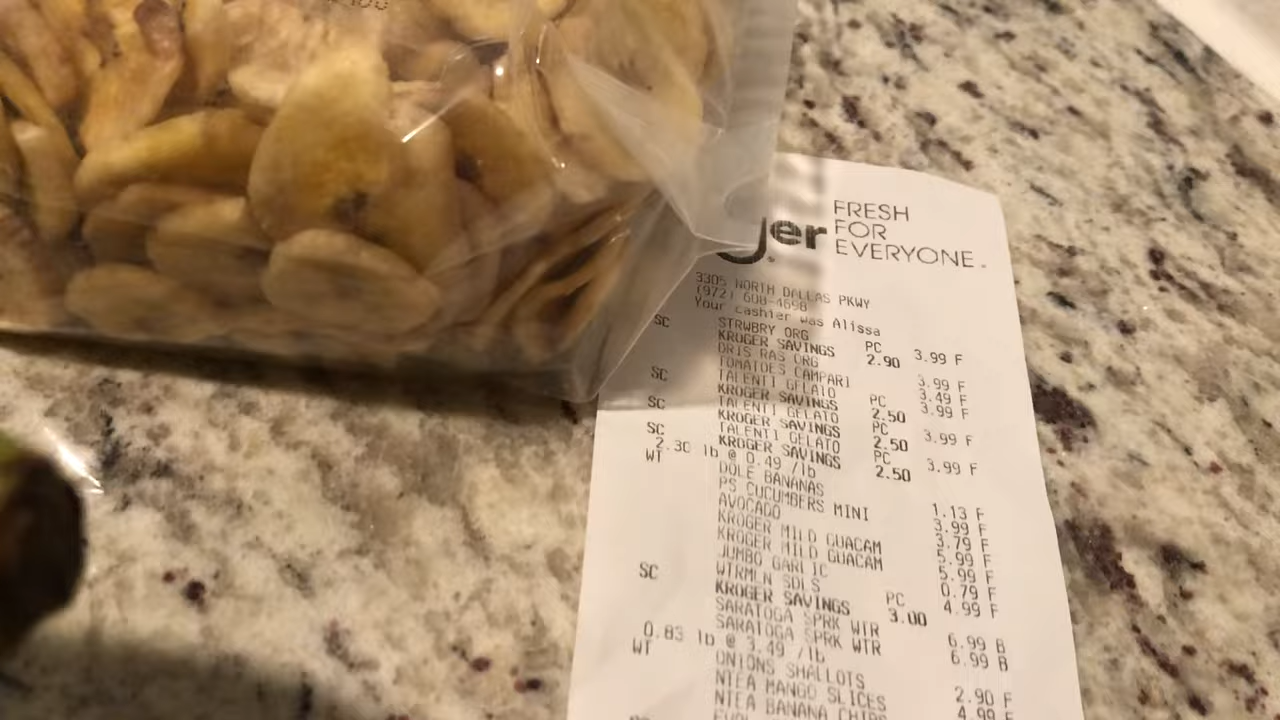 jer
FRESH
FOR
EVERYONE.
3305 NORTH DALLAS PKWY
(972) 608-4698
Your cashier was Alissa
SC STRWBRY ORG PC 3.99 F
KROGER SAVINGS 2.90
DRIS RAS ORG 3.99 F
TOMATOES CAMPARI 3.49 F
SC TALENTI GELATO PC 3.99 F
KROGER SAVINGS 2.50
SC TALENTI GELATO PC 3.99 F
KROGER SAVINGS 2.50
SC TALENTI GELATO PC 3.99 F
KROGER SAVINGS 2.50
2.30 lb @ 0.49 /lb
WT DOLE BANANAS 1.13 F
PS CUCUMBERS MINI 3.99 F
AVOCADO 3.79 F
KROGER MILD GUACAM 5.99 F
KROGER MILD GUACAM 5.99 F
JUMBO GARLIC 0.79 F
SC WTRMLN SDLS PC 4.99 F
KROGER SAVINGS 3.00
SARATOGA SPRK WTR 6.99 B
SARATOGA SPRK WTR 6.99 B
0.83 lb @ 3.49 /lb
WT ONIONS SHALLOTS 2.90 F
NTEA MANGO SLICES 4.99 F
NTEA BANANA CHIPS